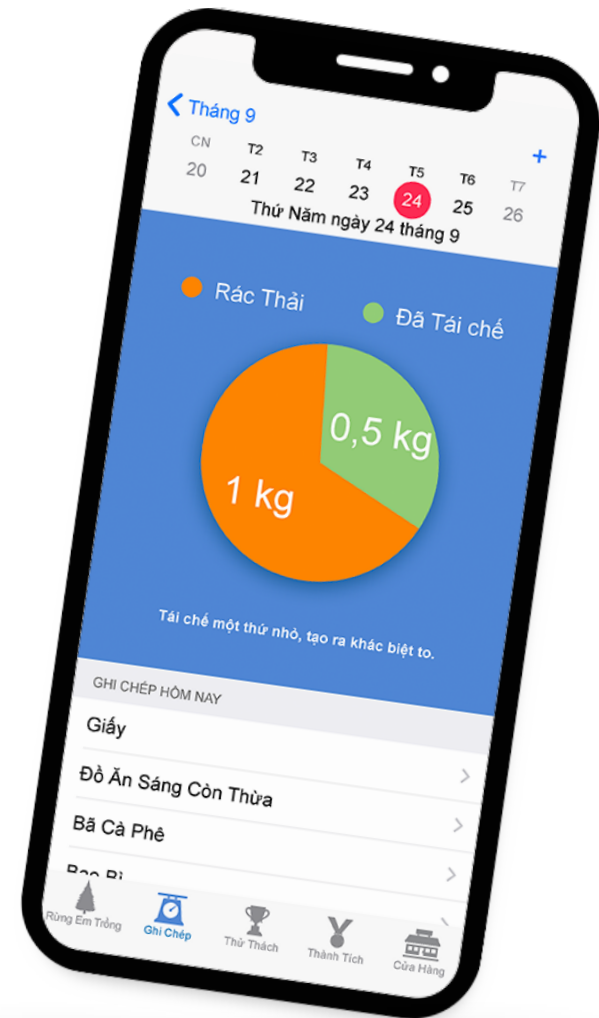 Tháng 9
+
CN T2 T3 T4 T5 T6 T7
20 21 22 23 24 25 26
Thứ Năm ngày 24 tháng 9
Rác Thải Đã Tái chế
0,5 kg
1 kg
Tái chế một thứ nhỏ, tạo ra khác biệt to.
GHI CHÉP HÔM NAY
Giấy
Đồ Ăn Sáng Còn Thừa
Bã Cà Phê
Bao Bì
Rừng Em Trồng Ghi Chép Thử Thách Thành Tích Cửa Hàng